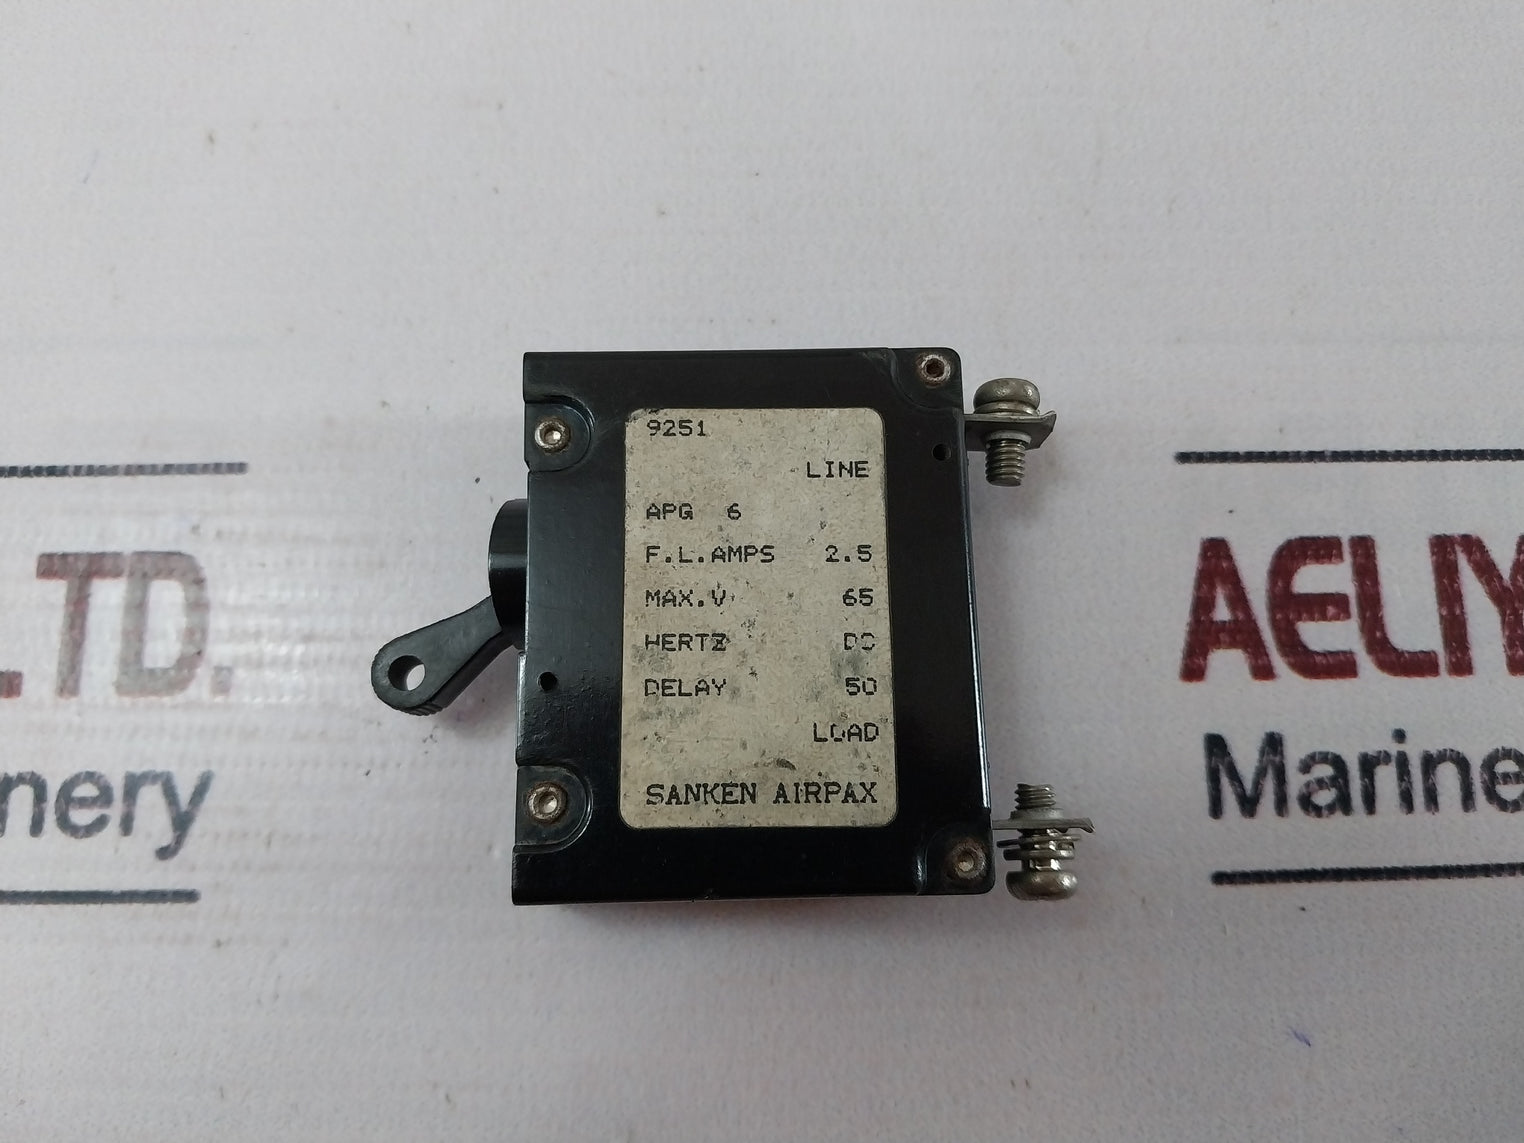 9251
LINE
APG 6
F.L.AMPS 2.5
MAX.V 65
HERTZ DC
DELAY 50
LOAD
SANKEN AIRPAX
LTD.
nery
AELIY
Marine